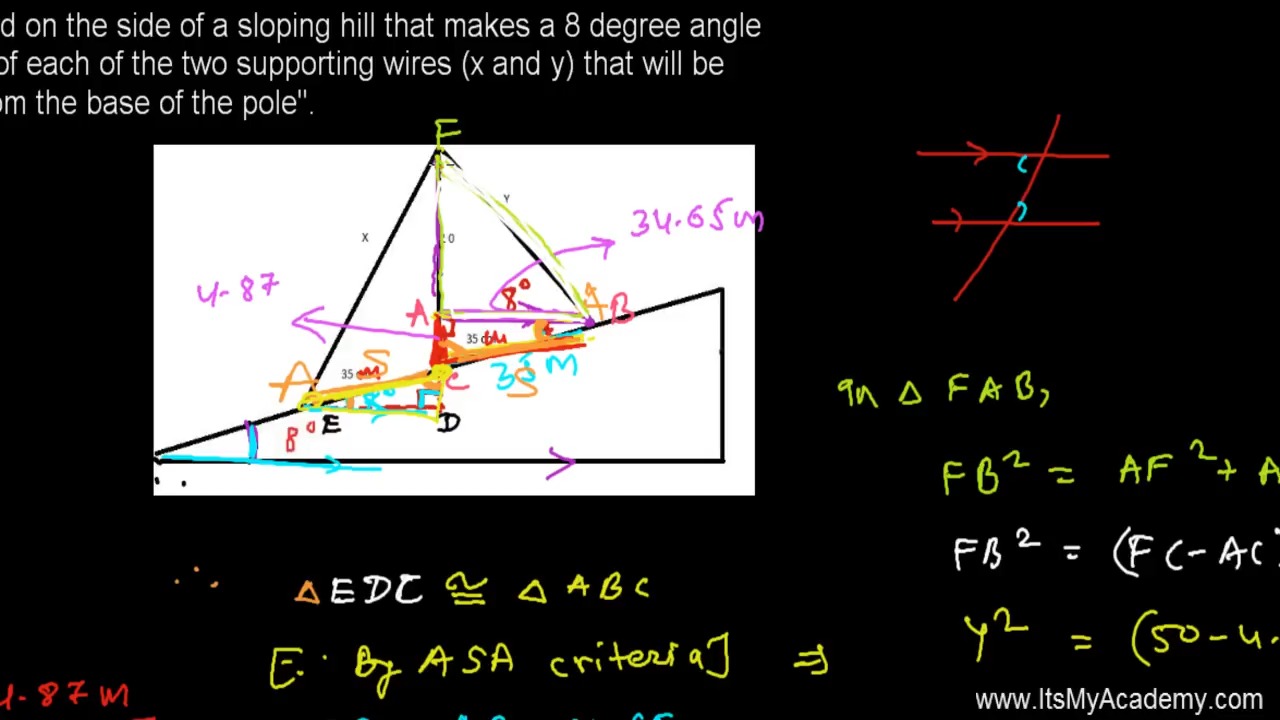 d on the side of a sloping hill that makes a 8 degree angle
of each of the two supporting wires (x and y) that will be
om the base of the pole".
F
Y
34.65m
X
4.87
A
8°
A B
35
m
35 m
S
S
A
35
m
C
8°
8° E
D
In Δ FAB,
FB² = AF² + A
FB² = (FC - AC)
Y² = (50 - 4.
∴ Δ EDC ≅ Δ ABC
[∵ By ASA criteria] ⇒
4.87 m
www.ItsMyAcademy.com